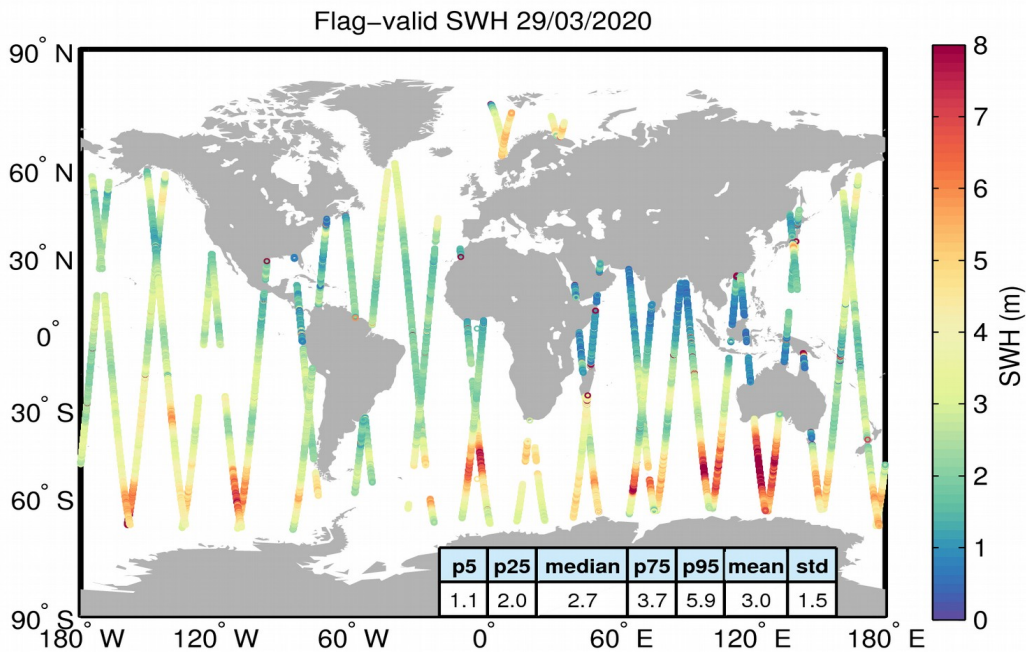 Flag−valid SWH 29/03/2020
90° N
60° N
30° N
0°
30° S
60° S
90° S
180° W 120° W 60° W 0° 60° E 120° E 180° E
p5 p25 median p75 p95 mean std
1.1 2.0 2.7 3.7 5.9 3.0 1.5
8
7
6
5
4
3
2
1
0
SWH (m)